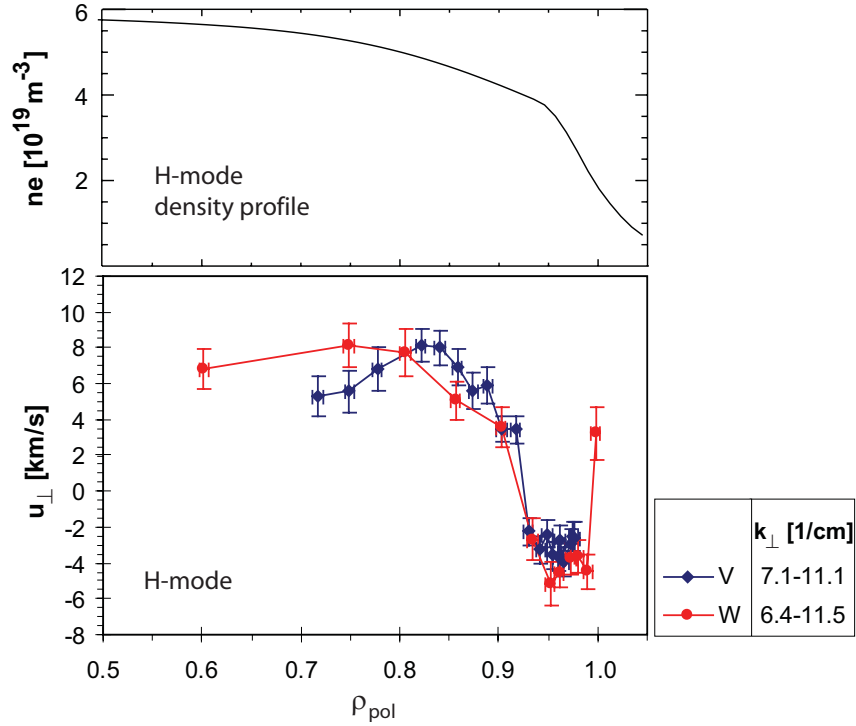 6
4
2
ne [10^19 m^-3]
H-mode
density profile
12
10
8
6
4
2
0
-2
-4
-6
-8
u⊥ [km/s]
H-mode
0.5 0.6 0.7 0.8 0.9 1.0
ρpol
k⊥ [1/cm]
V 7.1-11.1
W 6.4-11.5